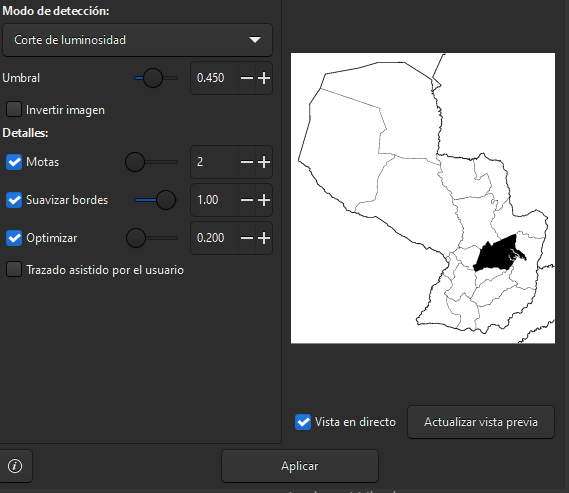 Modo de detección:
Corte de luminosidad
Umbral 0.450
Invertir imagen
Detalles:
Motas 2
Suavizar bordes 1.00
Optimizar 0.200
Trazado asistido por el usuario
Vista en directo Actualizar vista previa
Aplicar